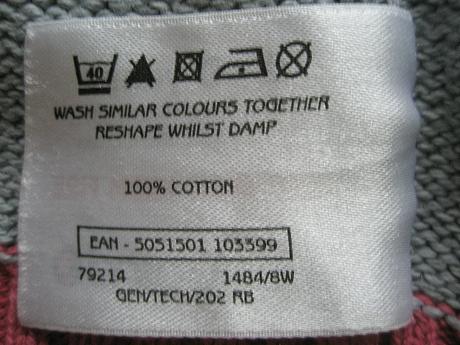 40
WASH SIMILAR COLOURS TOGETHER
RESHAPE WHILST DAMP
100% COTTON
EAN - 5051501 103399
79214 1484/8W
GEN/TECH/202 RB